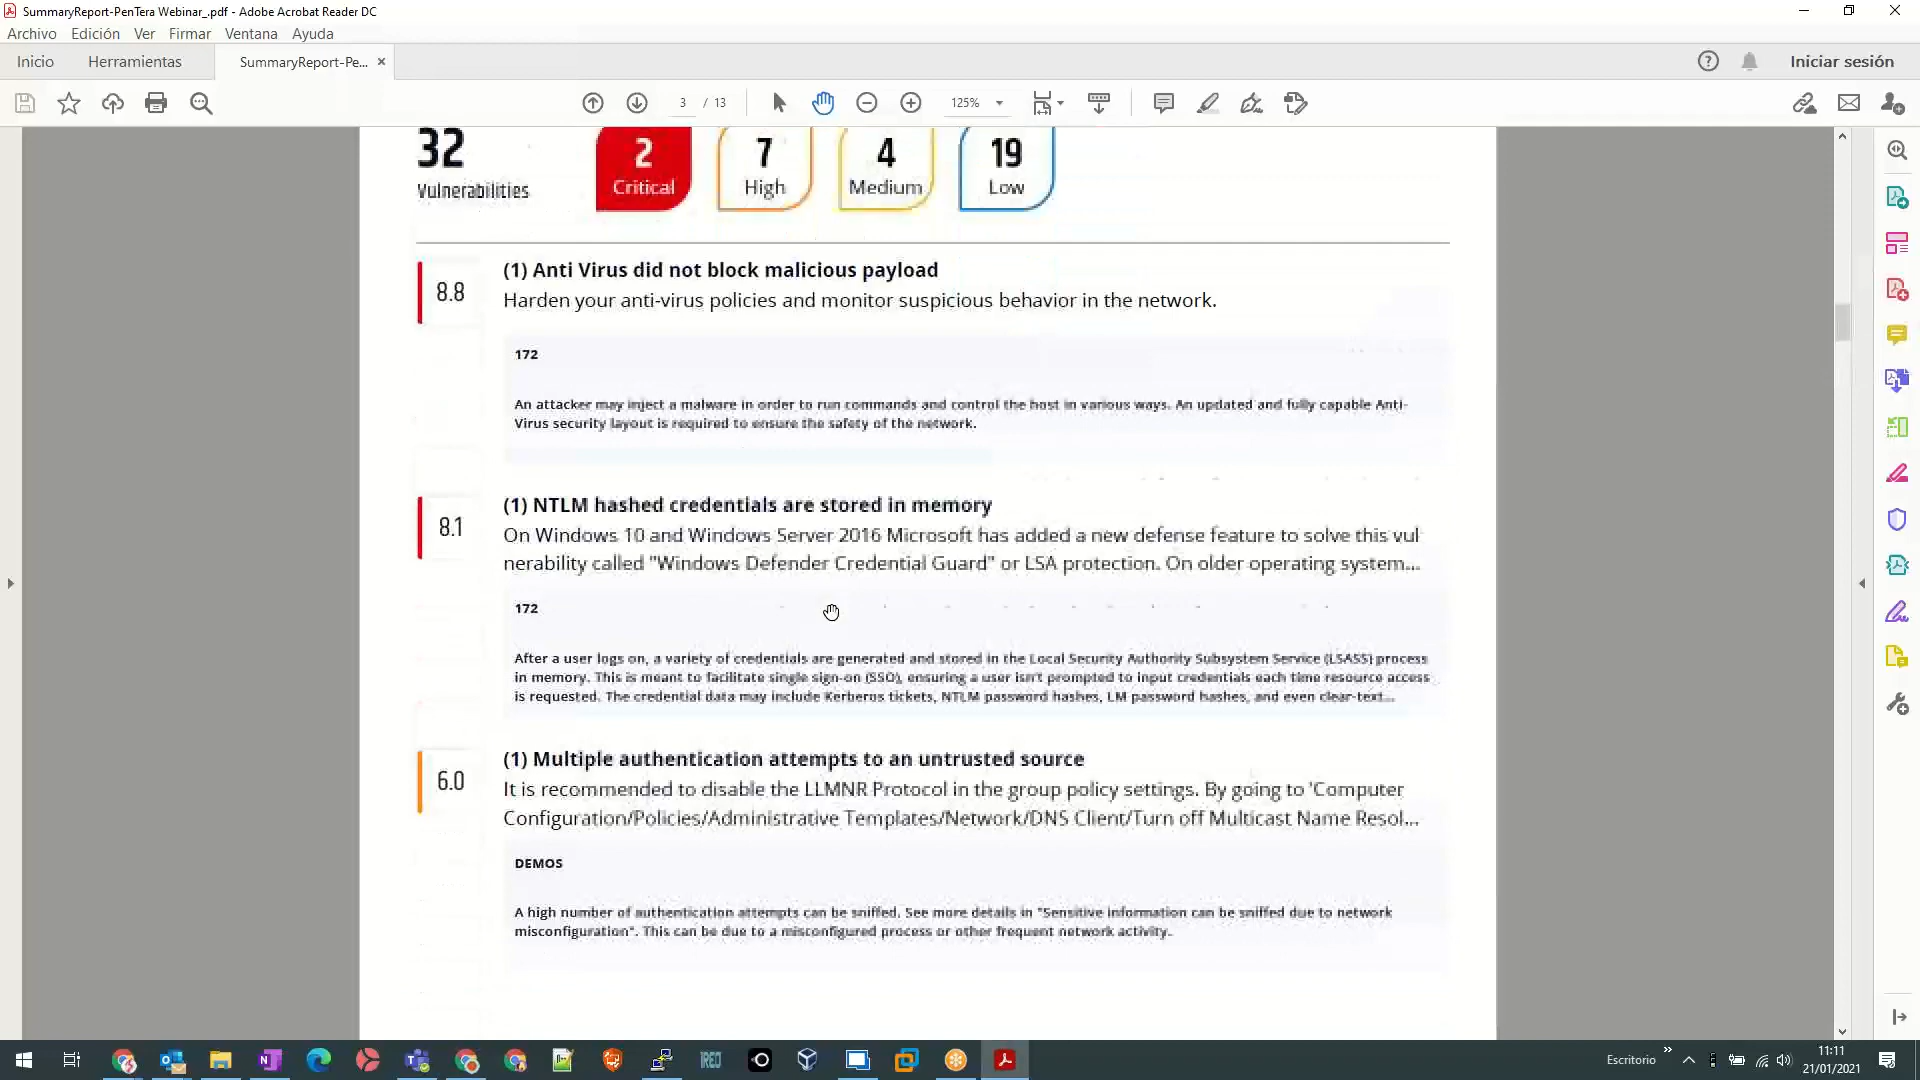 SummaryReport-PenTera Webinar_.pdf - Adobe Acrobat Reader DC
Archivo Edición Ver Firmar Ventana Ayuda
Inicio Herramientas SummaryReport-Pe... × Iniciar sesión
3 / 13 125%
32 2 7 4 19
Vulnerabilities Critical High Medium Low
8.8 (1) Anti Virus did not block malicious payload
Harden your anti-virus policies and monitor suspicious behavior in the network.
172
An attacker may inject a malware in order to run commands and control the host in various ways. An updated and fully capable Anti-
Virus security layout is required to ensure the safety of the network.
8.1 (1) NTLM hashed credentials are stored in memory
On Windows 10 and Windows Server 2016 Microsoft has added a new defense feature to solve this vul
nerability called "Windows Defender Credential Guard" or LSA protection. On older operating system...
172
After a user logs on, a variety of credentials are generated and stored in the Local Security Authority Subsystem Service (LSASS) process
in memory. This is meant to facilitate single sign-on (SSO), ensuring a user isn't prompted to input credentials each time resource access
is requested. The credential data may include Kerberos tickets, NTLM password hashes, LM password hashes, and even clear-text...
6.0 (1) Multiple authentication attempts to an untrusted source
It is recommended to disable the LLMNR Protocol in the group policy settings. By going to 'Computer
Configuration/Policies/Administrative Templates/Network/DNS Client/Turn off Multicast Name Resol...
DEMOS
A high number of authentication attempts can be sniffed. See more details in "Sensitive information can be sniffed due to network
misconfiguration". This can be due to a misconfigured process or other frequent network activity.
IREO Escritorio 11:11
21/01/2021